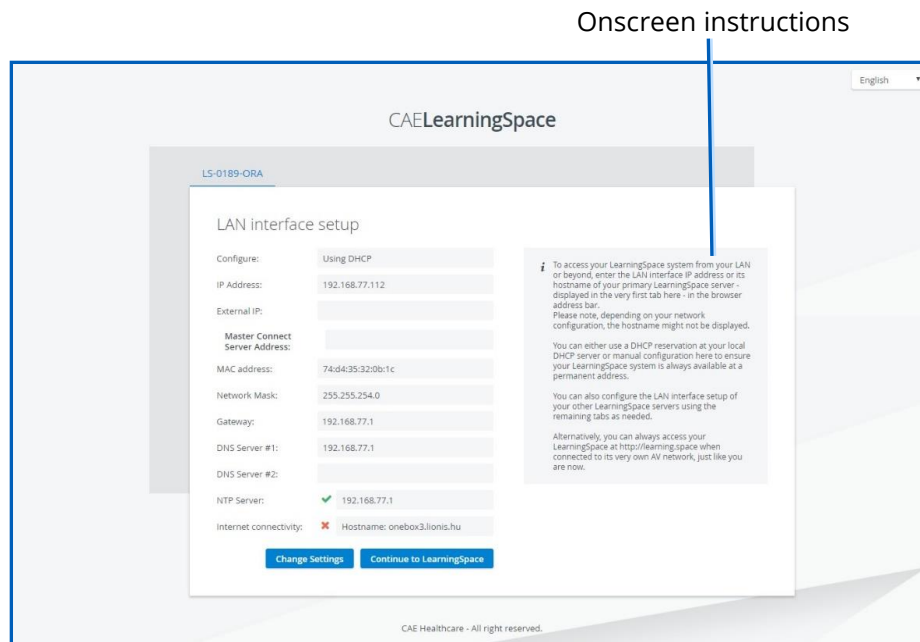 Onscreen instructions
English
CAELearningSpace
LS-0189-ORA
LAN interface setup
Configure: Using DHCP
IP Address: 192.168.77.112
External IP:
Master Connect
Server Address:
MAC address: 74:d4:35:32:0b:1c
Network Mask: 255.255.254.0
Gateway: 192.168.77.1
DNS Server #1: 192.168.77.1
DNS Server #2:
NTP Server: 192.168.77.1
Internet connectivity: Hostname: onebox3.lionis.hu
Change Settings Continue to LearningSpace
i To access your LearningSpace system from your LAN
or beyond, enter the LAN interface IP address or its
hostname of your primary LearningSpace server -
displayed in the very first tab here - in the browser
address bar.
Please note, depending on your network
configuration, the hostname might not be displayed.
You can either use a DHCP reservation at your local
DHCP server or manual configuration here to ensure
your LearningSpace system is always available at a
permanent address.
You can also configure the LAN interface setup of
your other LearningSpace servers using the
remaining tabs as needed.
Alternatively, you can always access your
LearningSpace at http://learning.space when
connected to its very own AV network, just like you
are now.
CAE Healthcare - All right reserved.